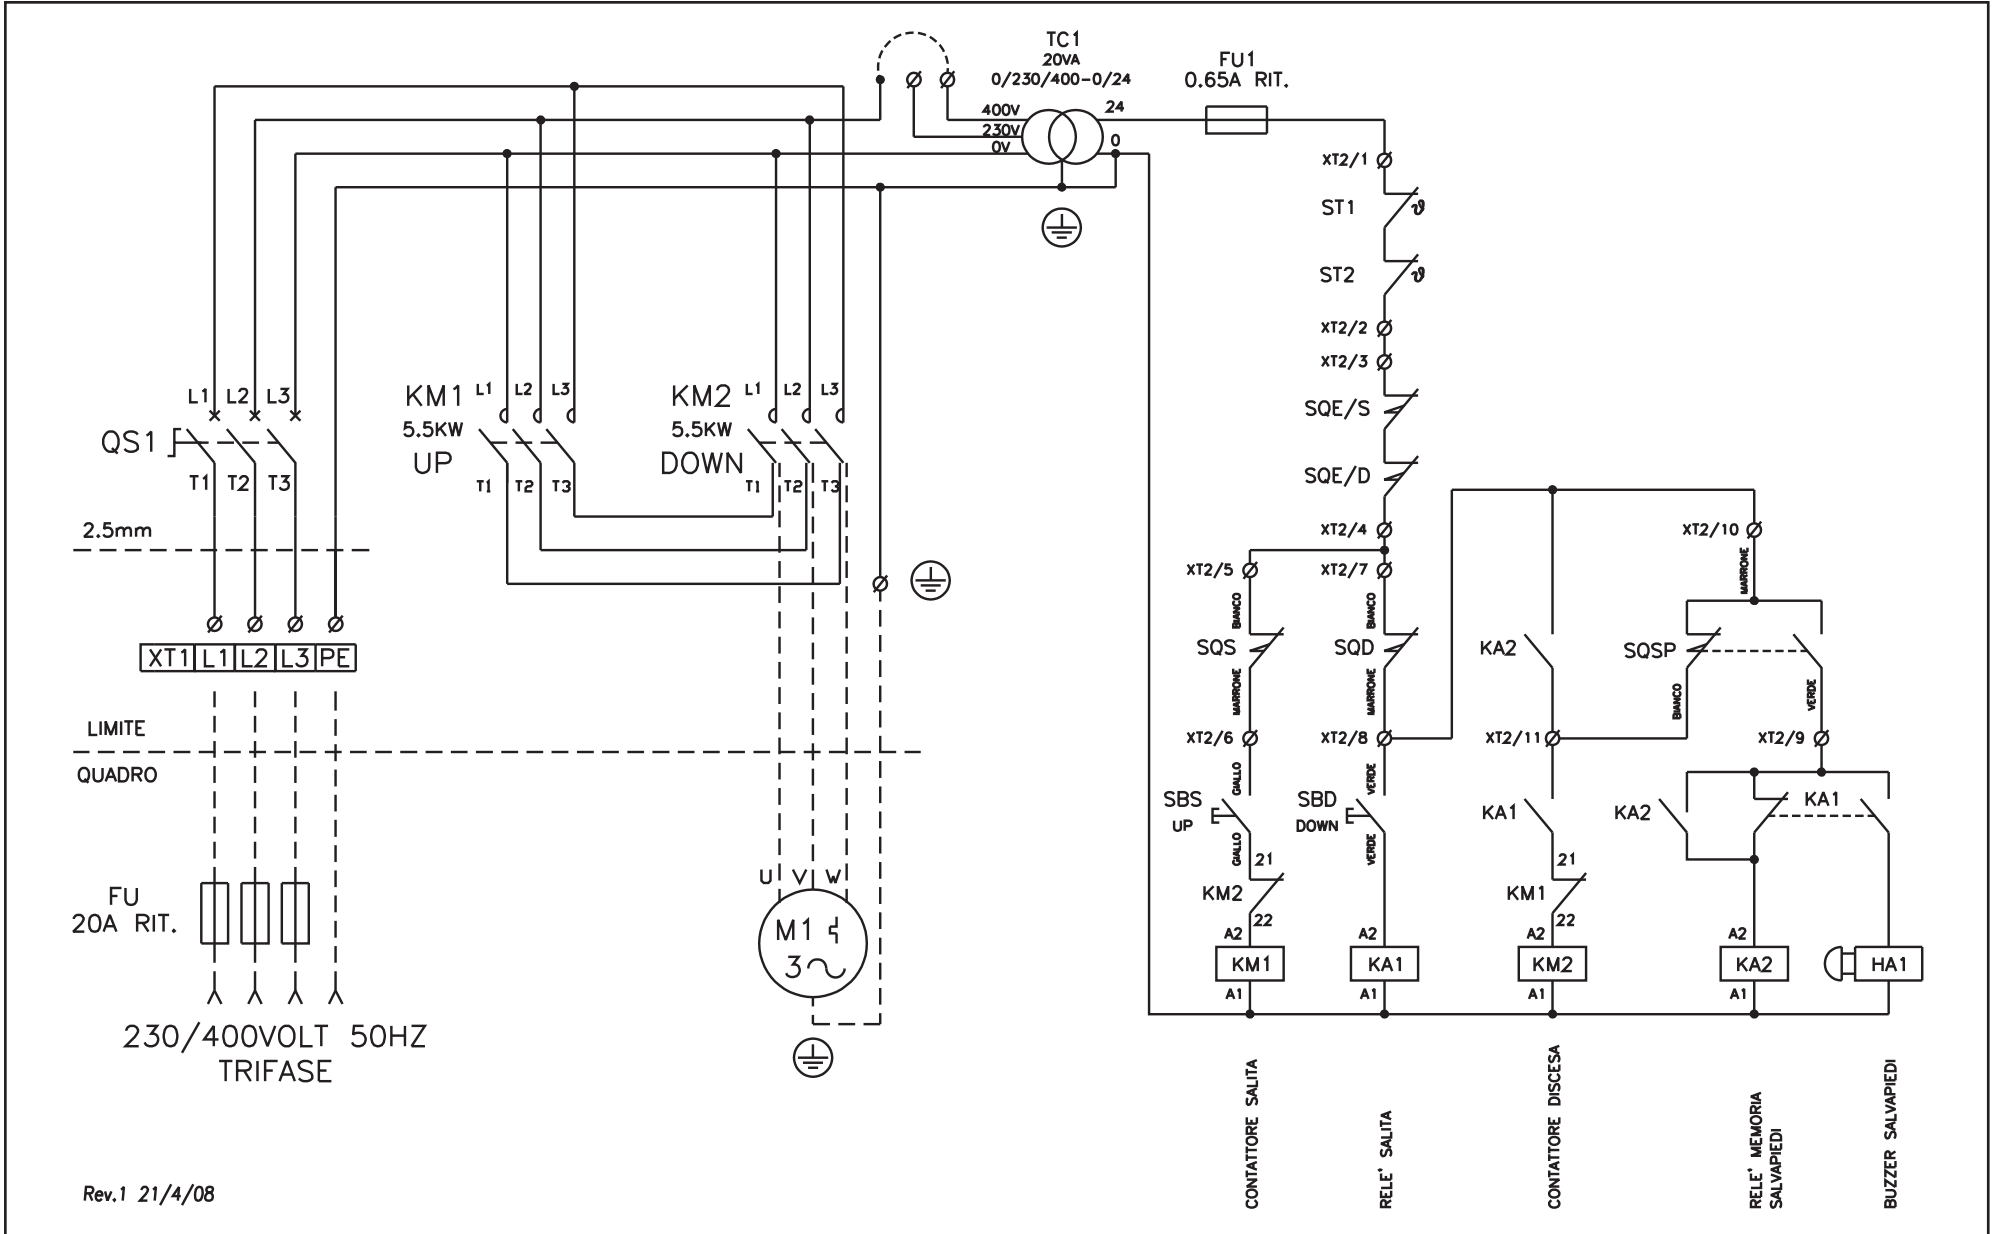 TC1
20VA
0/230/400-0/24
FU1
0.65A RIT.
400V
230V
0V
24
0
XT2/1
ST1
ϑ
ST2
ϑ
XT2/2
XT2/3
SQE/S
SQE/D
XT2/4
L1 L2 L3
QS1
T1 T2 T3
2.5mm
KM1
5.5KW
UP
L1 L2 L3
T1 T2 T3
KM2
5.5KW
DOWN
L1 L2 L3
T1 T2 T3
XT1 L1 L2 L3 PE
LIMITE
QUADRO
FU
20A RIT.
230/400VOLT 50HZ
TRIFASE
U V W
M1
3
XT2/5
BIANCO
SQS
MARRONE
XT2/6
GIALLO
SBS
UP
GIALLO
21
KM2
22
A2
KM1
A1
XT2/7
BIANCO
SQD
MARRONE
XT2/8
VERDE
SBD
DOWN
VERDE
A2
KA1
A1
KA2
XT2/11
KA1
21
KM1
22
A2
KM2
A1
XT2/10
MARRONE
SQSP
BIANCO
VERDE
XT2/9
KA2
KA1
A2
KA2
A1
HA1
CONTATTORE SALITA
RELE' SALITA
CONTATTORE DISCESA
RELE' MEMORIA
SALVAPIEDI
BUZZER SALVAPIEDI
Rev.1 21/4/08